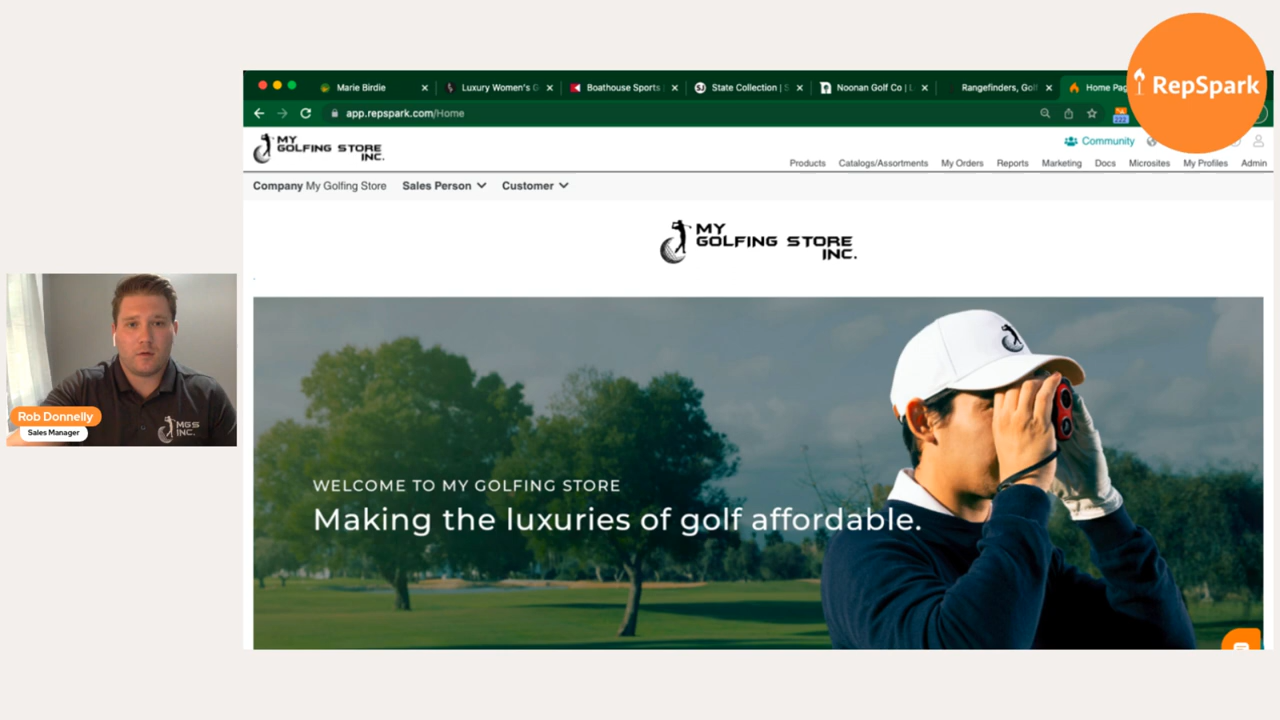 RepSpark
Marie Birdie
Luxury Women's G
Boathouse Sports
State Collection | S
Noonan Golf Co | L
Rangefinders, Gol
Home Pag
app.repspark.com/Home
MY
GOLFING STORE
INC.
Community
Products Catalogs/Assortments My Orders Reports Marketing Docs Microsites My Profiles Admin
Company My Golfing Store Sales Person Customer
MY
GOLFING STORE
INC.
WELCOME TO MY GOLFING STORE
Making the luxuries of golf affordable.
Rob Donnelly
Sales Manager
MGS
INC.